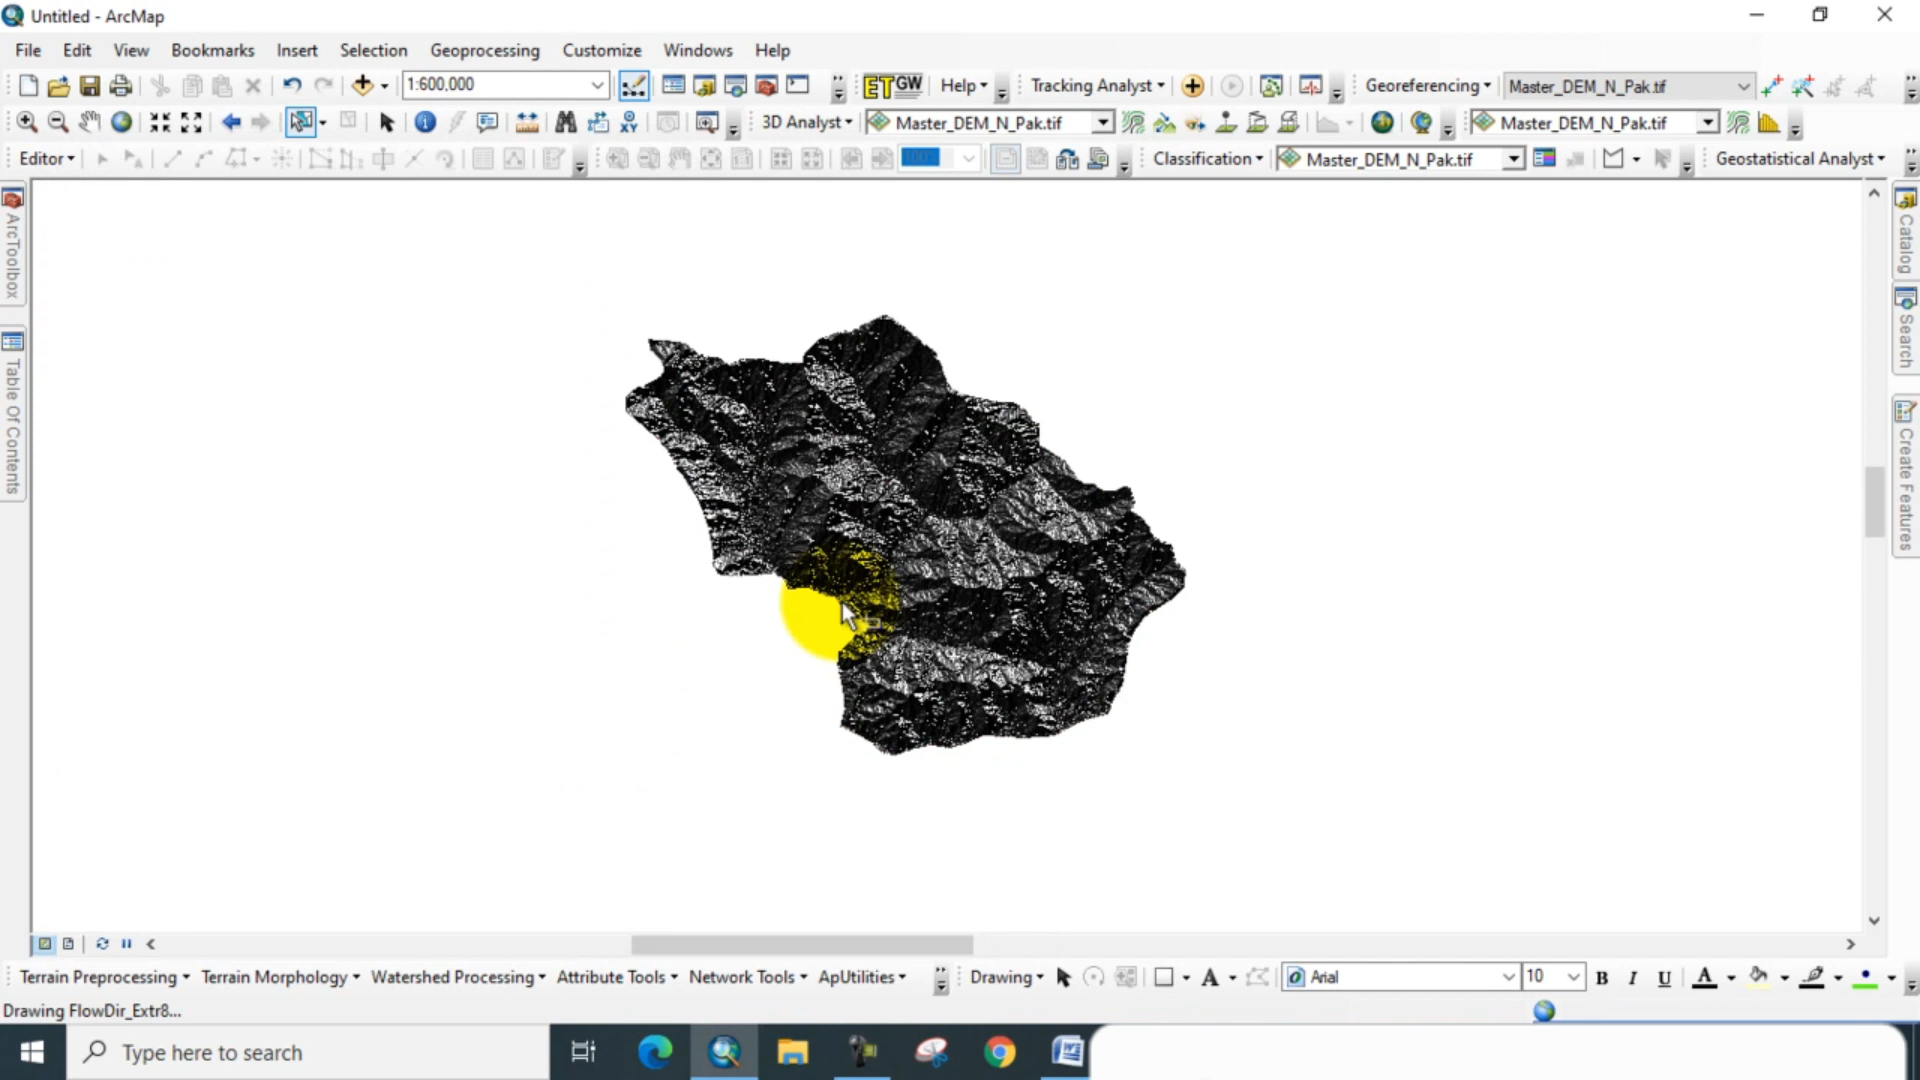 Untitled - ArcMap
File Edit View Bookmarks Insert Selection Geoprocessing Customize Windows Help
1:600,000 ET GW Help Tracking Analyst Georeferencing Master_DEM_N_Pak.tif
3D Analyst Master_DEM_N_Pak.tif Master_DEM_N_Pak.tif
Editor Classification Master_DEM_N_Pak.tif Geostatistical Analyst
ArcToolbox
Table Of Contents
Catalog
Search
Create Features
Terrain Preprocessing Terrain Morphology Watershed Processing Attribute Tools Network Tools ApUtilities Drawing A Arial 10 B I U A
Drawing FlowDir_Extr8...
Type here to search